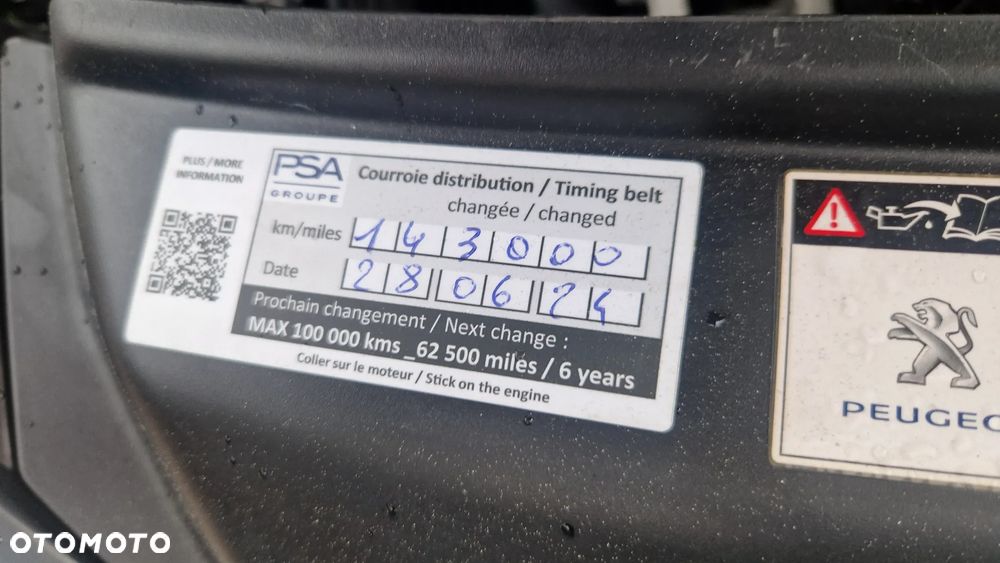 PLUS / MORE
INFORMATION
PSA
GROUPE
Courroie distribution / Timing belt
changée / changed
km/miles 143000
Date 28 06 24
Prochain changement / Next change :
MAX 100 000 kms _62 500 miles / 6 years
Coller sur le moteur / Stick on the engine
PEUGEO
OTOMOTO